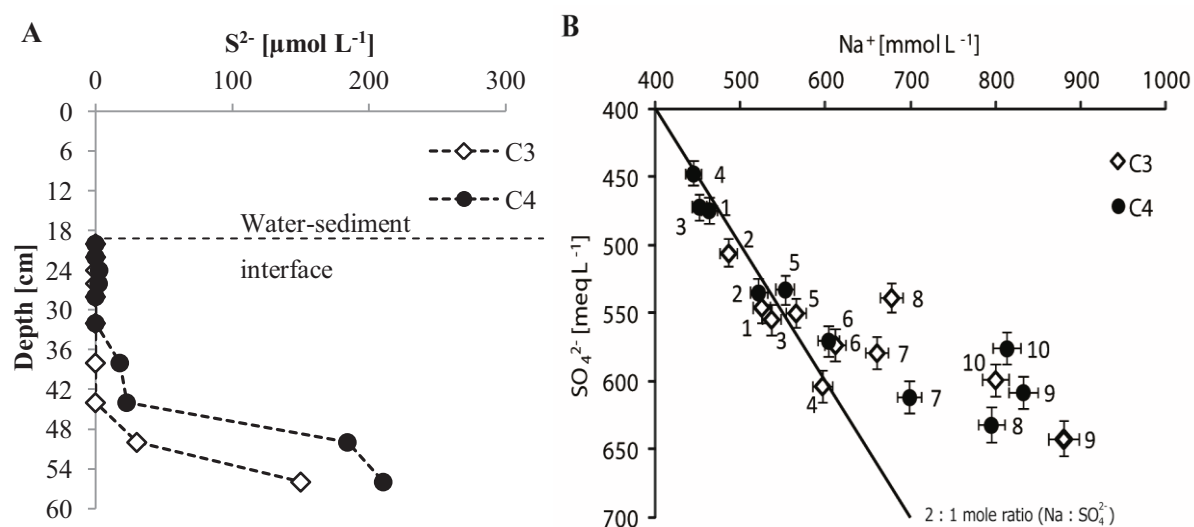 A
S²⁻ [µmol L⁻¹]
0 100 200 300
0
6
12
18
24
30
36
42
48
54
60
Depth [cm]
C3
C4
Water-sediment
interface
B
Na⁺ [mmol L⁻¹]
400 500 600 700 800 900 1000
400
450
500
550
600
650
700
SO₄²⁻ [meq L⁻¹]
C3
C4
4
3 1
2
5
2 5 8
1 3
6
6 7 10
10
4 7 9
8
9
2 : 1 mole ratio (Na : SO₄²⁻)